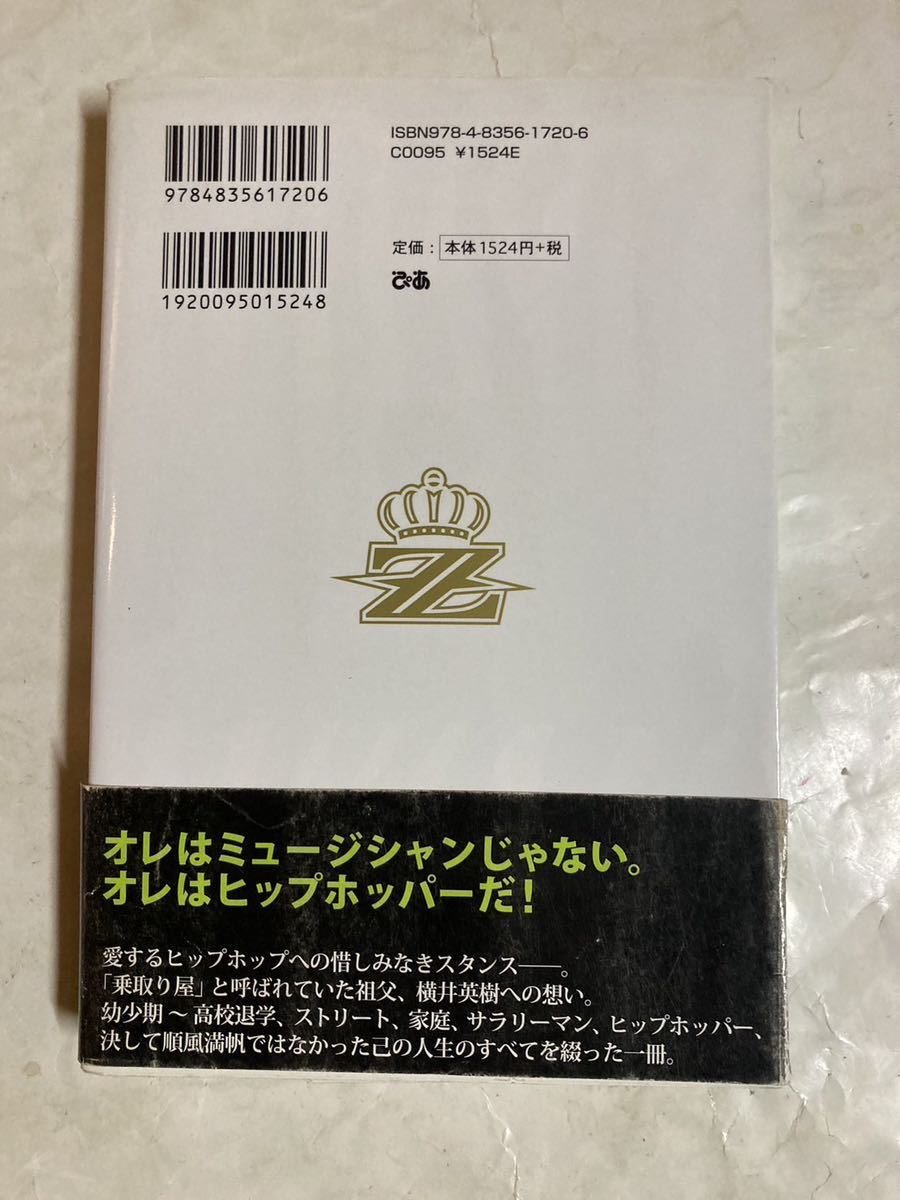 ISBN978-4-8356-1720-6
C0095 ¥1524E
9784835617206
定価：本体1524円+税
ぴあ
1920095015248
Z
オレはミュージシャンじゃない。
オレはヒップホッパーだ！
愛するヒップホップへの惜しみなきスタンス――。
「乗取り屋」と呼ばれていた祖父、横井英樹への想い。
幼少期～高校退学、ストリート、家庭、サラリーマン、ヒップホッパー、
決して順風満帆ではなかった己の人生のすべてを綴った一冊。